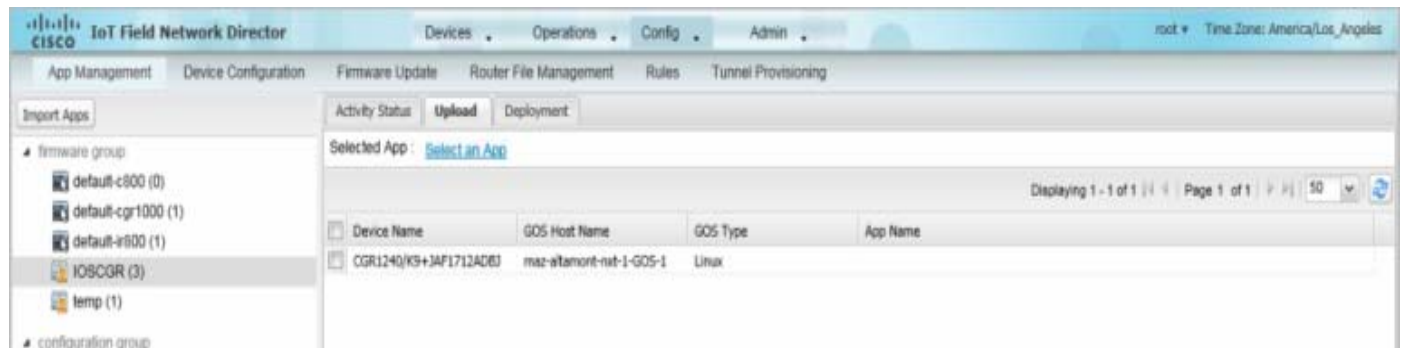 CISCO IoT Field Network Director
Devices Operations Config Admin
root Time Zone: America/Los_Angeles
App Management Device Configuration Firmware Update Router File Management Rules Tunnel Provisioning
Import Apps
Activity Status Upload Deployment
Selected App : Select an App
firmware group
default-c800 (0)
default-cgr1000 (1)
default-ir800 (1)
IOSCGR (3)
temp (1)
configuration group
Displaying 1 - 1 of 1 Page 1 of 1 50
Device Name GOS Host Name GOS Type App Name
CGR1240/K9+JAF1712ADBJ maz-altamont-nxt-1-GOS-1 Linux